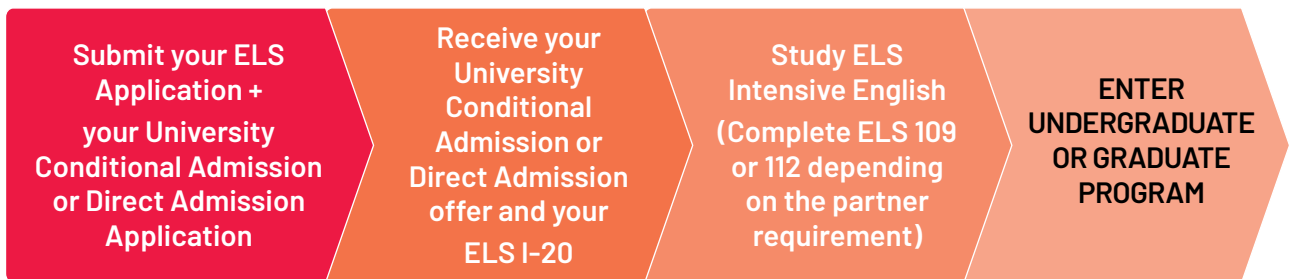 Submit your ELS
Application +
your University
Conditional Admission
or Direct Admission
Application
Receive your
University
Conditional
Admission or
Direct Admission
offer and your
ELS I-20
Study ELS
Intensive English
(Complete ELS 109
or 112 depending
on the partner
requirement)
ENTER
UNDERGRADUATE
OR GRADUATE
PROGRAM